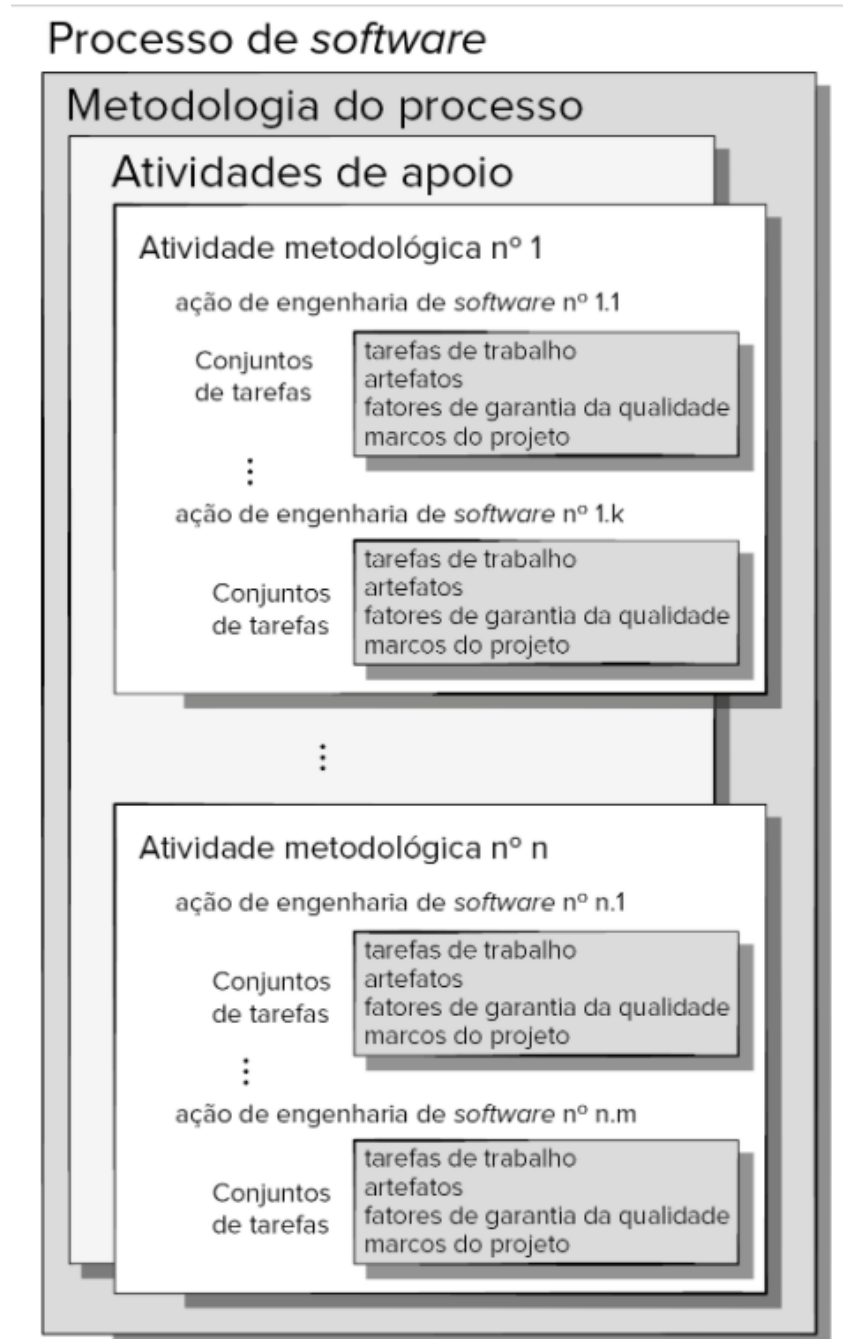 Processo de software
Metodologia do processo
Atividades de apoio
Atividade metodológica nº 1
ação de engenharia de software nº 1.1
Conjuntos
de tarefas
tarefas de trabalho
artefatos
fatores de garantia da qualidade
marcos do projeto
ação de engenharia de software nº 1.k
Conjuntos
de tarefas
tarefas de trabalho
artefatos
fatores de garantia da qualidade
marcos do projeto
Atividade metodológica nº n
ação de engenharia de software nº n.1
Conjuntos
de tarefas
tarefas de trabalho
artefatos
fatores de garantia da qualidade
marcos do projeto
ação de engenharia de software nº n.m
Conjuntos
de tarefas
tarefas de trabalho
artefatos
fatores de garantia da qualidade
marcos do projeto